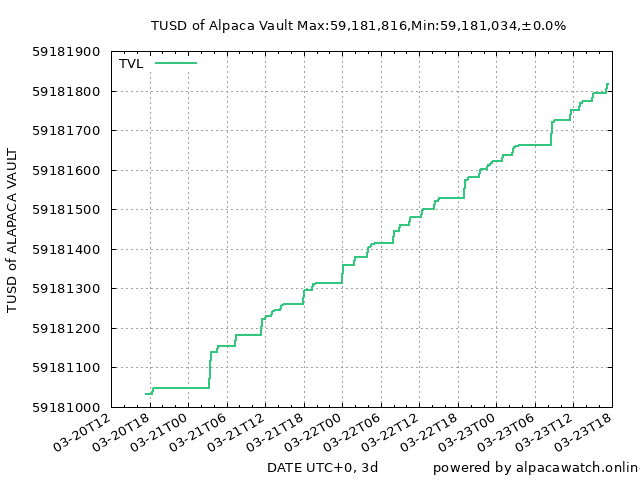 TUSD of Alpaca Vault Max:59,181,816,Min:59,181,034,±0.0%
TVL
59181900
59181800
59181700
59181600
59181500
59181400
59181300
59181200
59181100
59181000
TUSD of ALAPACA VAULT
03-20T12
03-20T18
03-21T00
03-21T06
03-21T12
03-21T18
03-22T00
03-22T06
03-22T12
03-22T18
03-23T00
03-23T06
03-23T12
03-23T18
DATE UTC+0, 3d
powered by alpacawatch.onlin